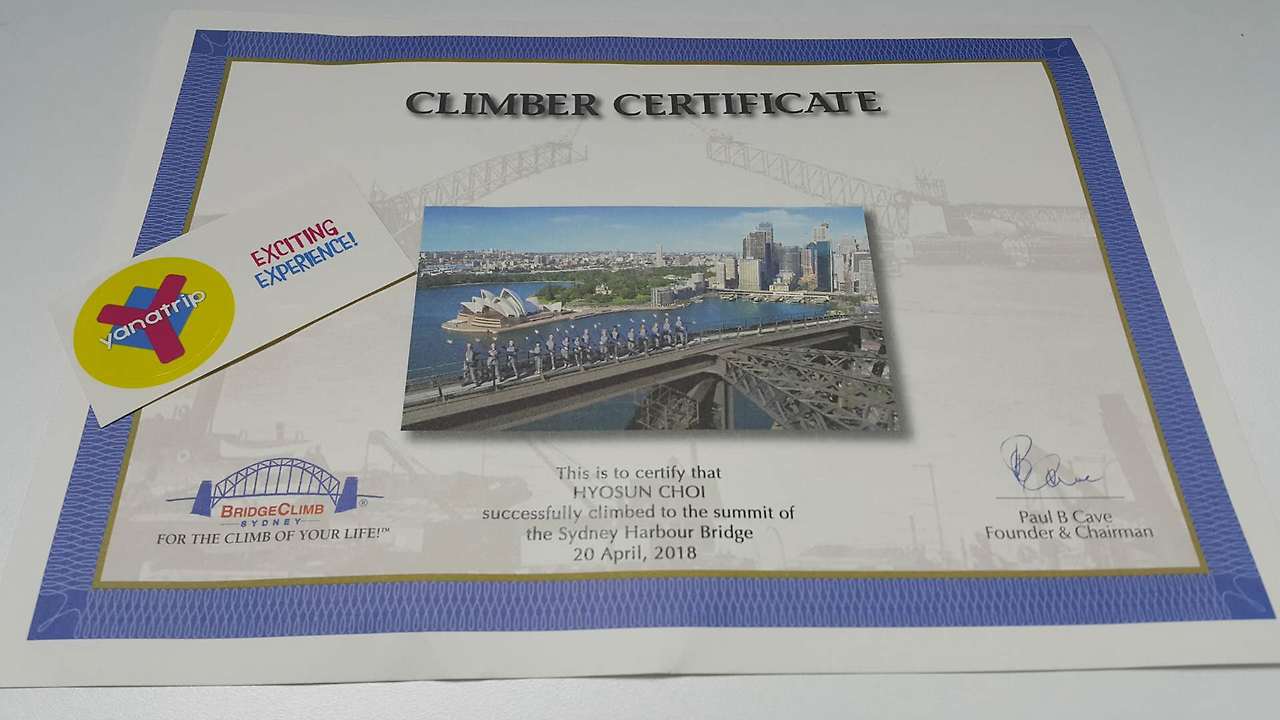 CLIMBER CERTIFICATE
EXCITING
EXPERIENCE!
yanatrip
This is to certify that
HYOSUN CHOI
successfully climbed to the summit of
the Sydney Harbour Bridge
20 April, 2018
BRIDGECLIMB®
SYDNEY
FOR THE CLIMB OF YOUR LIFE!™
Paul B Cave
Founder & Chairman